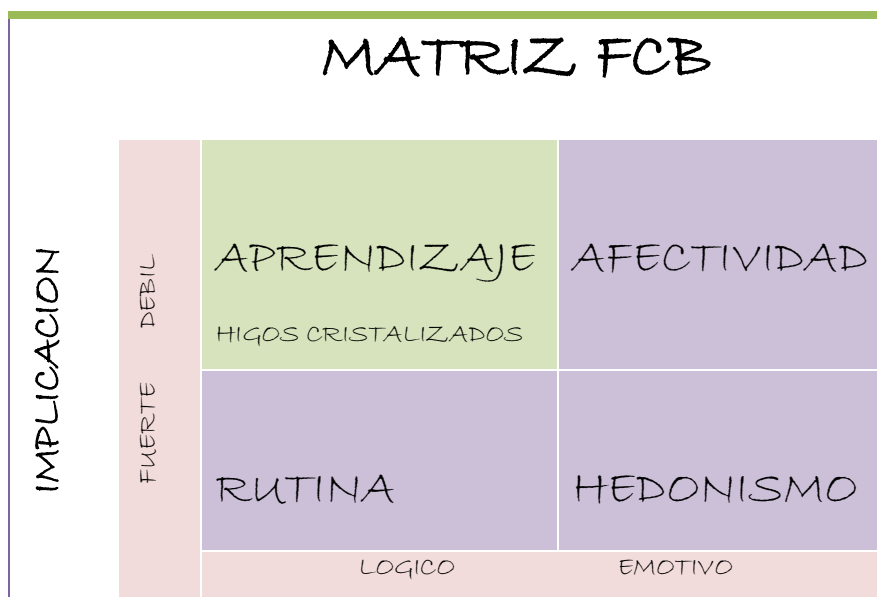 MATRIZ FCB
IMPLICACION
DEBIL
FUERTE
APRENDIZAJE
HIGOS CRISTALIZADOS
AFECTIVIDAD
RUTINA
HEDONISMO
LOGICO
EMOTIVO